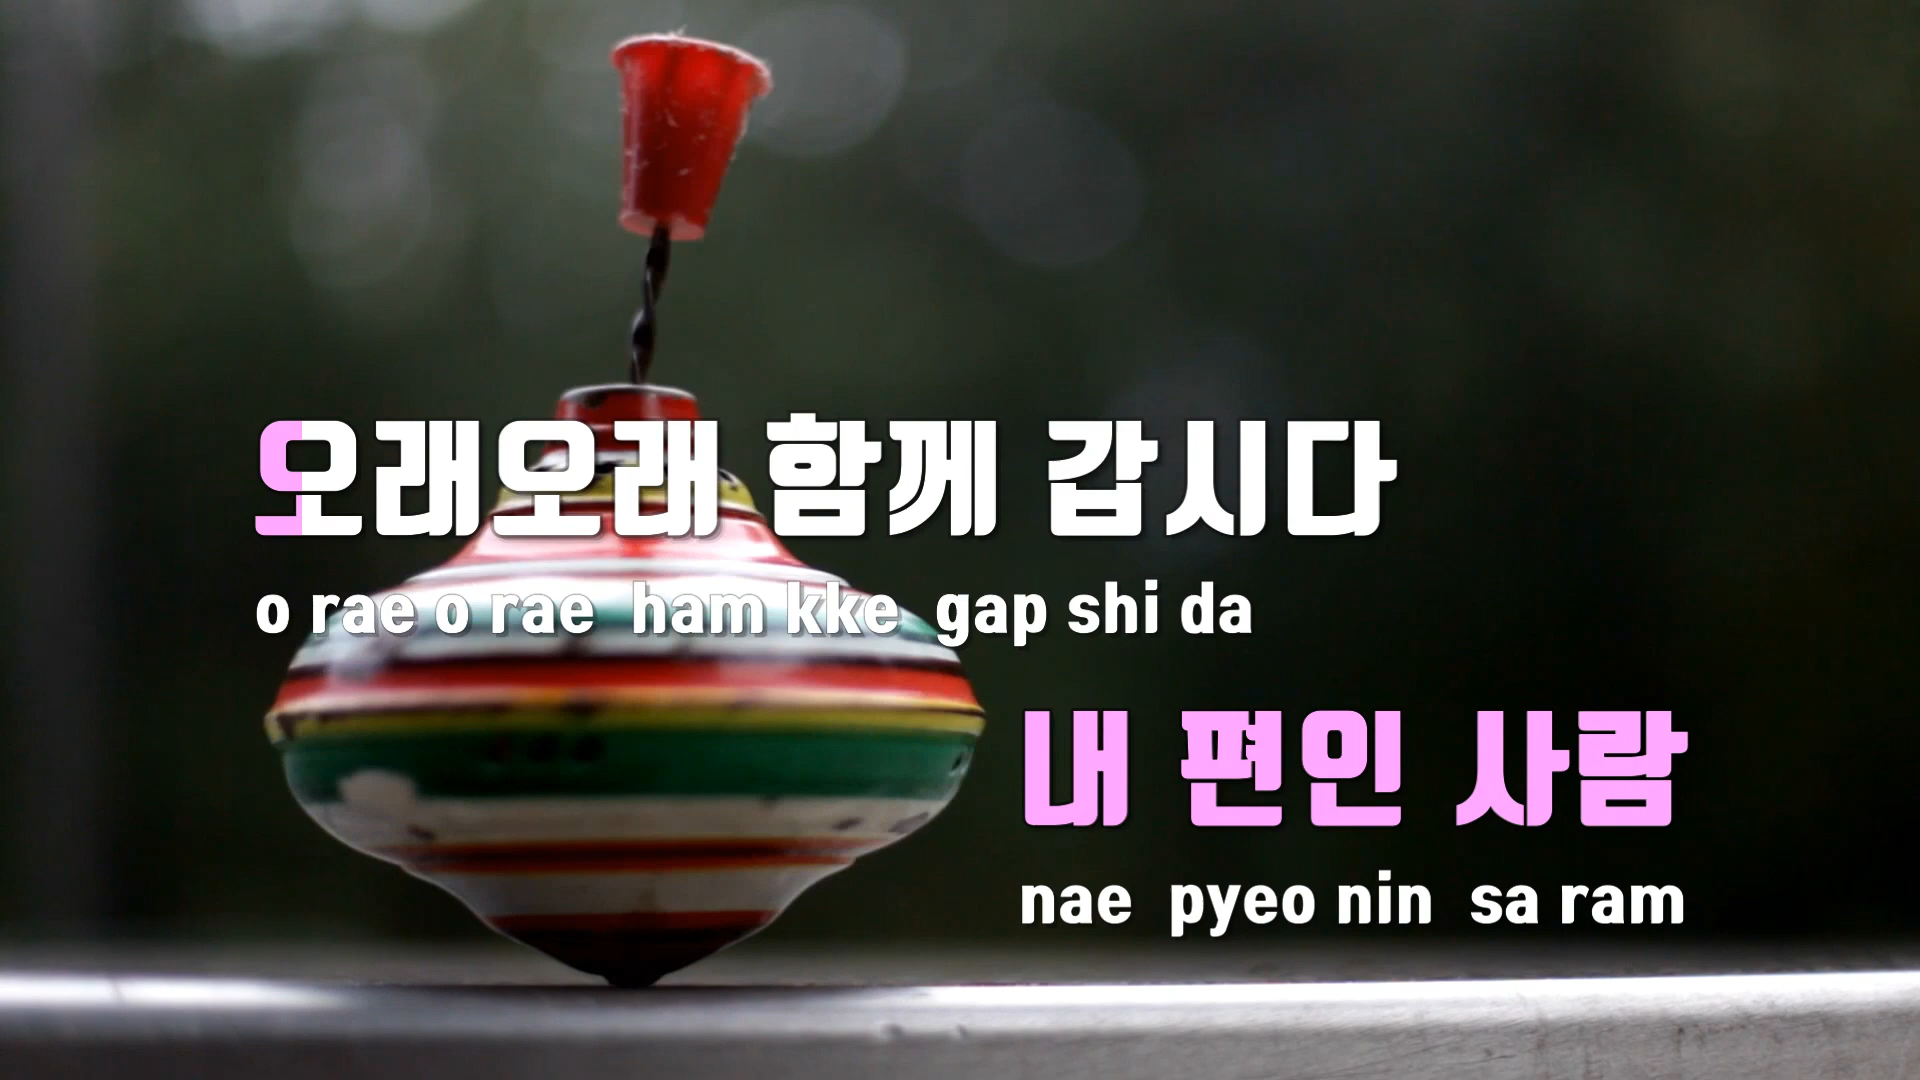 오래오래 함께 갑시다
o rae o rae ham kke gap shi da
내 편인 사람
nae pyeo nin sa ram